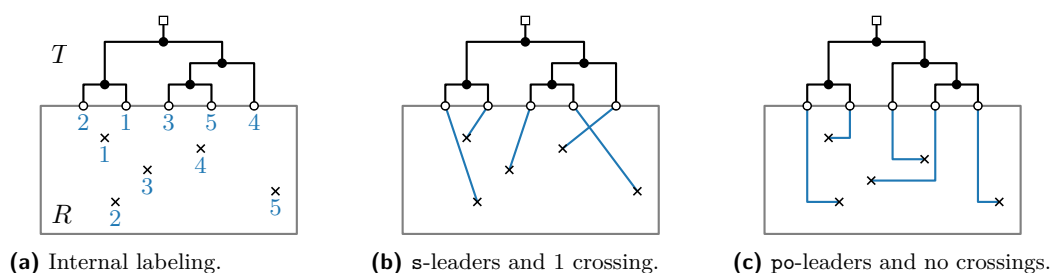 T
2 1 3 5 4
1
4
3
2
5
R
(a) Internal labeling.
(b) s-leaders and 1 crossing.
(c) po-leaders and no crossings.